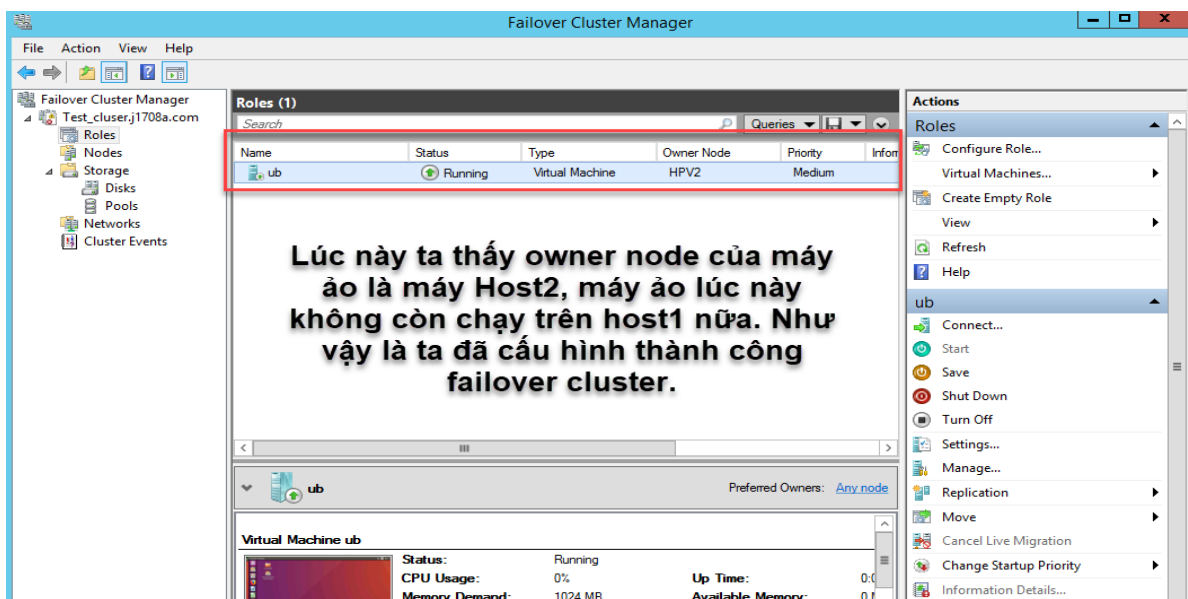 Failover Cluster Manager
File Action View Help
Failover Cluster Manager
Test_cluser.j1708a.com
Roles
Nodes
Storage
Disks
Pools
Networks
Cluster Events
Roles (1)
Search
Queries
Name Status Type Owner Node Priority Inform
ub Running Virtual Machine HPV2 Medium
Lúc này ta thấy owner node của máy
ảo là máy Host2, máy ảo lúc này
không còn chạy trên host1 nữa. Như
vậy là ta đã cấu hình thành công
failover cluster.
ub
Preferred Owners: Any node
Virtual Machine ub
Status: Running
CPU Usage: 0% Up Time:
Memory Demand: 1024 MB Available Memory:
Actions
Roles
Configure Role...
Virtual Machines...
Create Empty Role
View
Refresh
Help
ub
Connect...
Start
Save
Shut Down
Turn Off
Settings...
Manage...
Replication
Move
Cancel Live Migration
Change Startup Priority
Information Details...